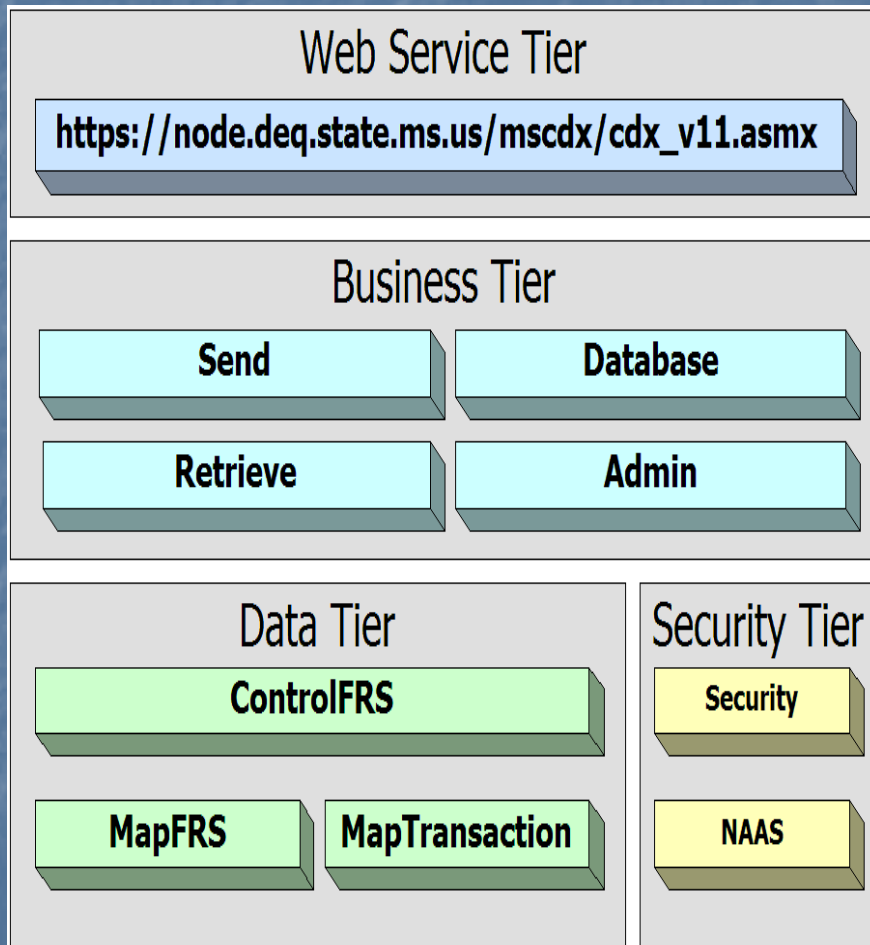 Web Service Tier
https://node.deq.state.ms.us/mscdx/cdx_v11.asmx
Business Tier
Send
Database
Retrieve
Admin
Data Tier
ControlFRS
MapFRS
MapTransaction
Security Tier
Security
NAAS